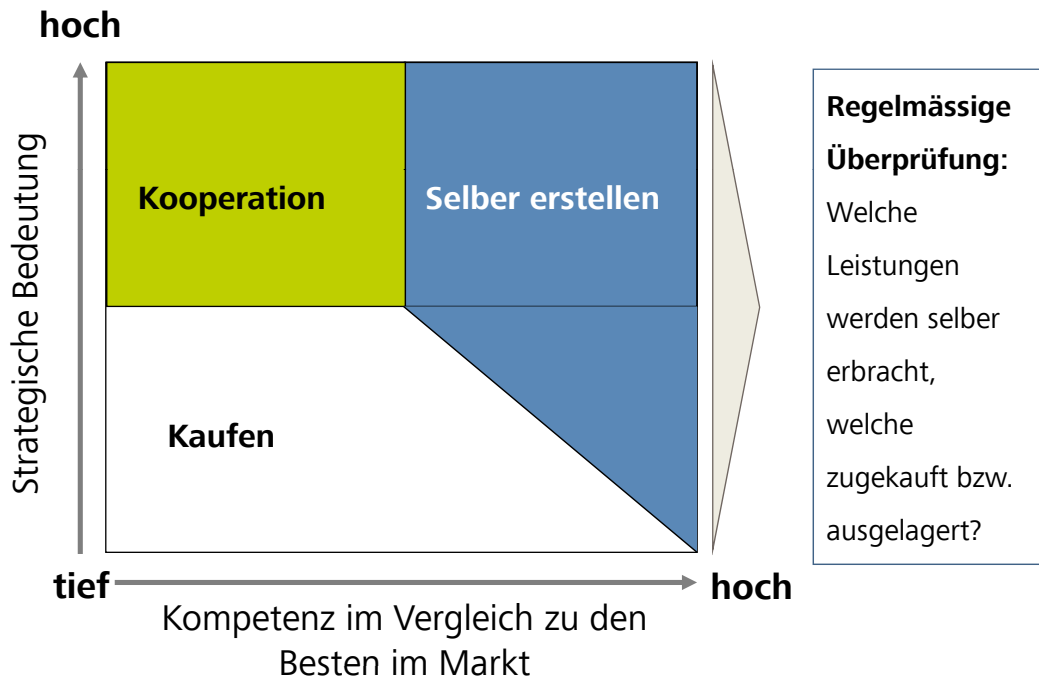 hoch
Strategische Bedeutung
Kooperation
Selber erstellen
Kaufen
tief
hoch
Kompetenz im Vergleich zu den
Besten im Markt
Regelmässige
Überprüfung:
Welche
Leistungen
werden selber
erbracht,
welche
zugekauft bzw.
ausgelagert?